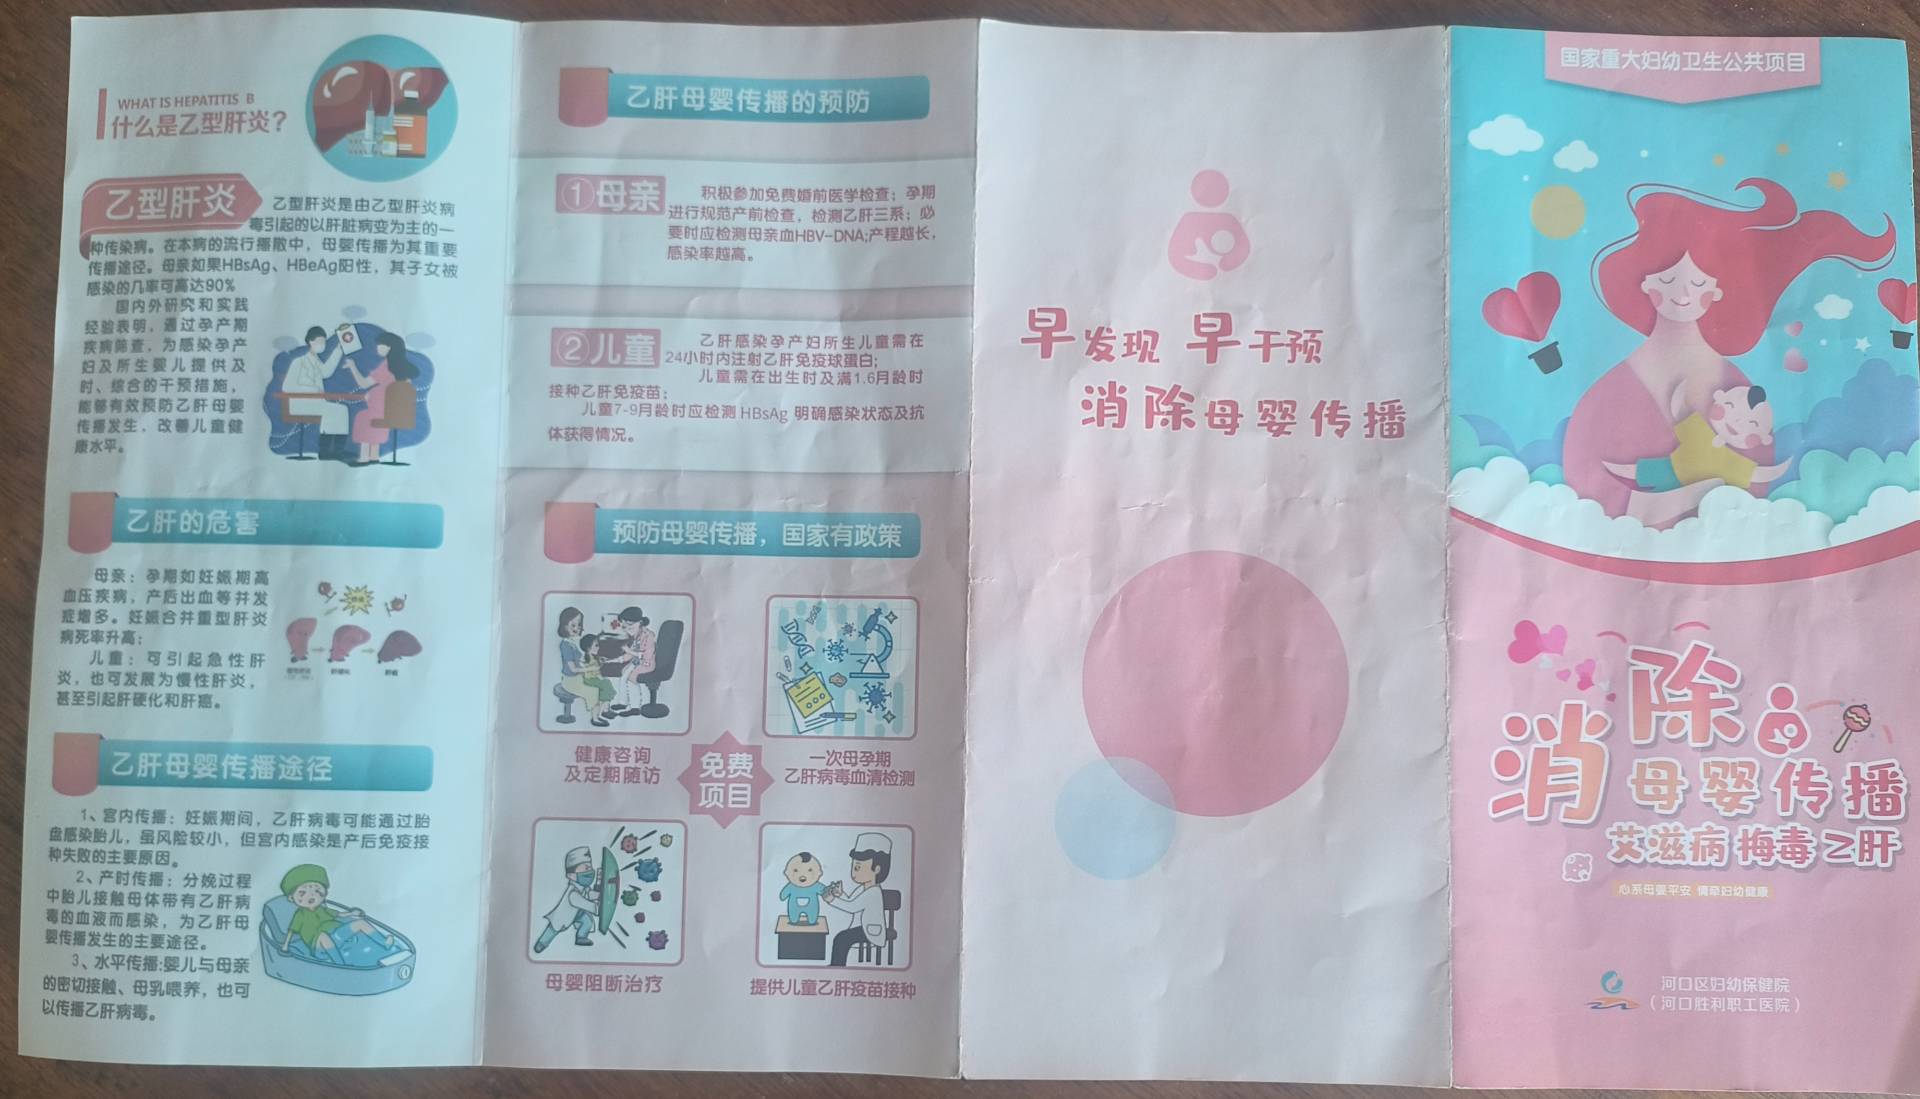 WHAT IS HEPATITIS B
什么是乙型肝炎?
乙型肝炎
乙型肝炎是由乙型肝炎病
毒引起的以肝脏病变为主的一
种传染病。在本病的流行播散中，母婴传播为其重要
传播途径。母亲如果HBsAg、HBeAg阳性，其子女被
感染的几率可高达90%
国内外研究和实践
经验表明，通过孕产期
疾病筛查，为感染孕产
妇及所生婴儿提供及
时、综合的干预措施，
能够有效预防乙肝母婴
传播发生，改善儿童健
康水平。
乙肝的危害
母亲：孕期如妊娠期高
血压疾病，产后出血等并发
症增多。妊娠合并重型肝炎
病死率升高；
儿童：可引起急性肝
炎，也可发展为慢性肝炎，
甚至引起肝硬化和肝癌。
乙肝母婴传播途径
1、宫内传播：妊娠期间，乙肝病毒可能通过胎
盘感染胎儿，虽风险较小，但宫内感染是产后免疫接
种失败的主要原因。
2、产时传播：分娩过程
中胎儿接触母体带有乙肝病
毒的血液而感染，为乙肝母
婴传播发生的主要途径。
3、水平传播:婴儿与母亲
的密切接触、母乳喂养，也可
以传播乙肝病毒。
乙肝母婴传播的预防
①母亲
积极参加免费婚前医学检查；孕期
进行规范产前检查，检测乙肝三系；必
要时应检测母亲血HBV-DNA;产程越长，
感染率越高。
②儿童
乙肝感染孕产妇所生儿童需在
24小时内注射乙肝免疫球蛋白;
儿童需在出生时及满1.6月龄时
接种乙肝免疫苗；
儿童7-9月龄时应检测 HBsAg 明确感染状态及抗
体获得情况。
预防母婴传播，国家有政策
健康咨询
及定期随访
免费
项目
一次母孕期
乙肝病毒血清检测
母婴阻断治疗
提供儿童乙肝疫苗接种
早发现 早干预
消除母婴传播
国家重大妇幼卫生公共项目
消除
母婴传播
艾滋病 梅毒 乙肝
心系母婴平安 情牵妇幼健康
河口区妇幼保健院
（河口胜利职工医院）